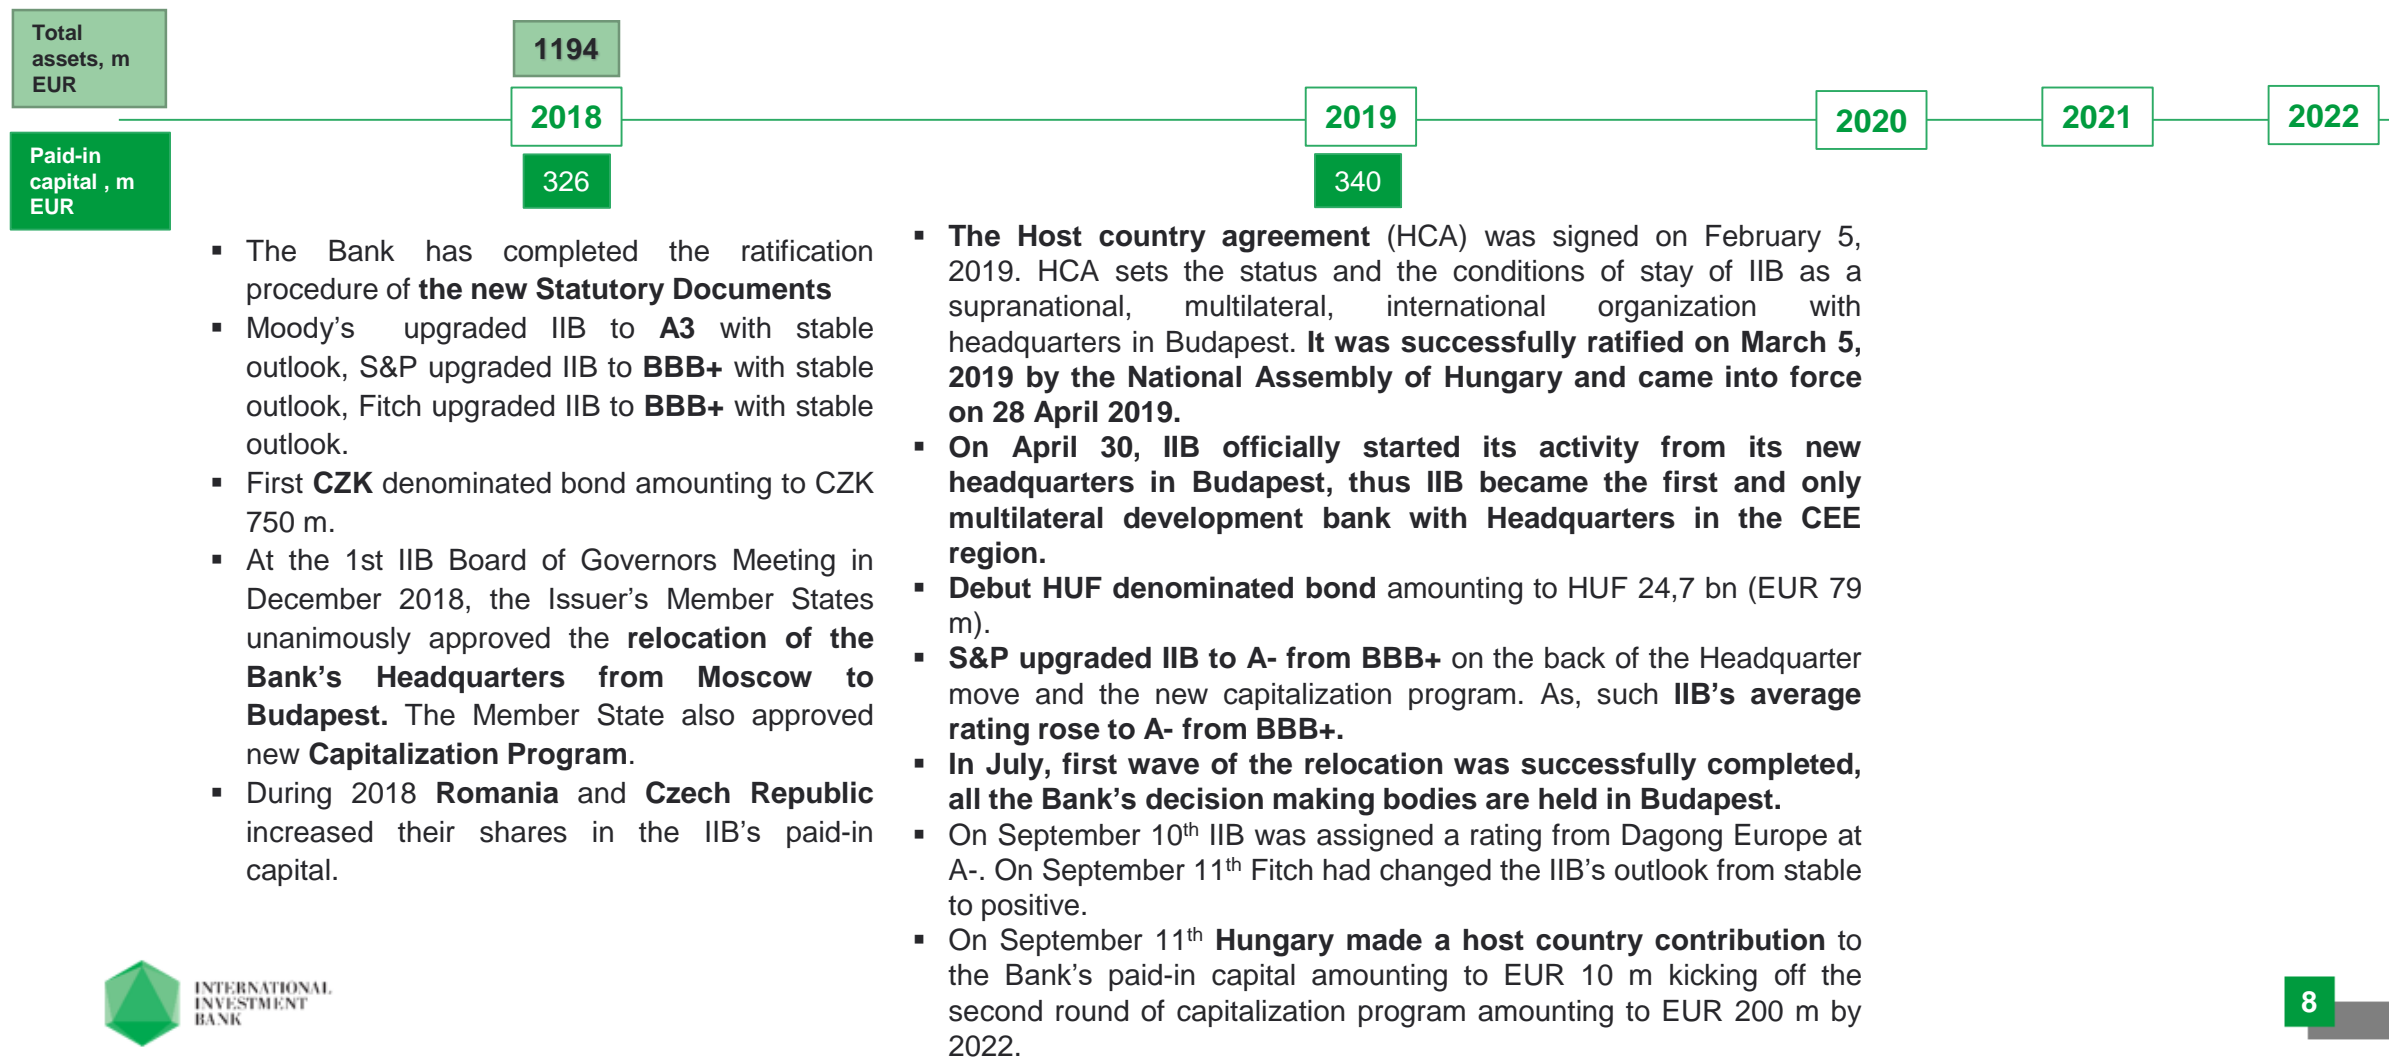 Total
assets, m
EUR
1194
2018
2019
2020
2021
2022
Paid-in
capital , m
EUR
326
340
▪ The Bank has completed the ratification
procedure of the new Statutory Documents
▪ Moody’s upgraded IIB to A3 with stable
outlook, S&P upgraded IIB to BBB+ with stable
outlook, Fitch upgraded IIB to BBB+ with stable
outlook.
▪ First CZK denominated bond amounting to CZK
750 m.
▪ At the 1st IIB Board of Governors Meeting in
December 2018, the Issuer’s Member States
unanimously approved the relocation of the
Bank’s Headquarters from Moscow to
Budapest. The Member State also approved
new Capitalization Program.
▪ During 2018 Romania and Czech Republic
increased their shares in the IIB’s paid-in
capital.
▪ The Host country agreement (HCA) was signed on February 5,
2019. HCA sets the status and the conditions of stay of IIB as a
supranational, multilateral, international organization with
headquarters in Budapest. It was successfully ratified on March 5,
2019 by the National Assembly of Hungary and came into force
on 28 April 2019.
▪ On April 30, IIB officially started its activity from its new
headquarters in Budapest, thus IIB became the first and only
multilateral development bank with Headquarters in the CEE
region.
▪ Debut HUF denominated bond amounting to HUF 24,7 bn (EUR 79
m).
▪ S&P upgraded IIB to A- from BBB+ on the back of the Headquarter
move and the new capitalization program. As, such IIB’s average
rating rose to A- from BBB+.
▪ In July, first wave of the relocation was successfully completed,
all the Bank’s decision making bodies are held in Budapest.
▪ On September 10th IIB was assigned a rating from Dagong Europe at
A-. On September 11th Fitch had changed the IIB’s outlook from stable
to positive.
▪ On September 11th Hungary made a host country contribution to
the Bank’s paid-in capital amounting to EUR 10 m kicking off the
second round of capitalization program amounting to EUR 200 m by
2022.
INTERNATIONAL
INVESTMENT
BANK
8